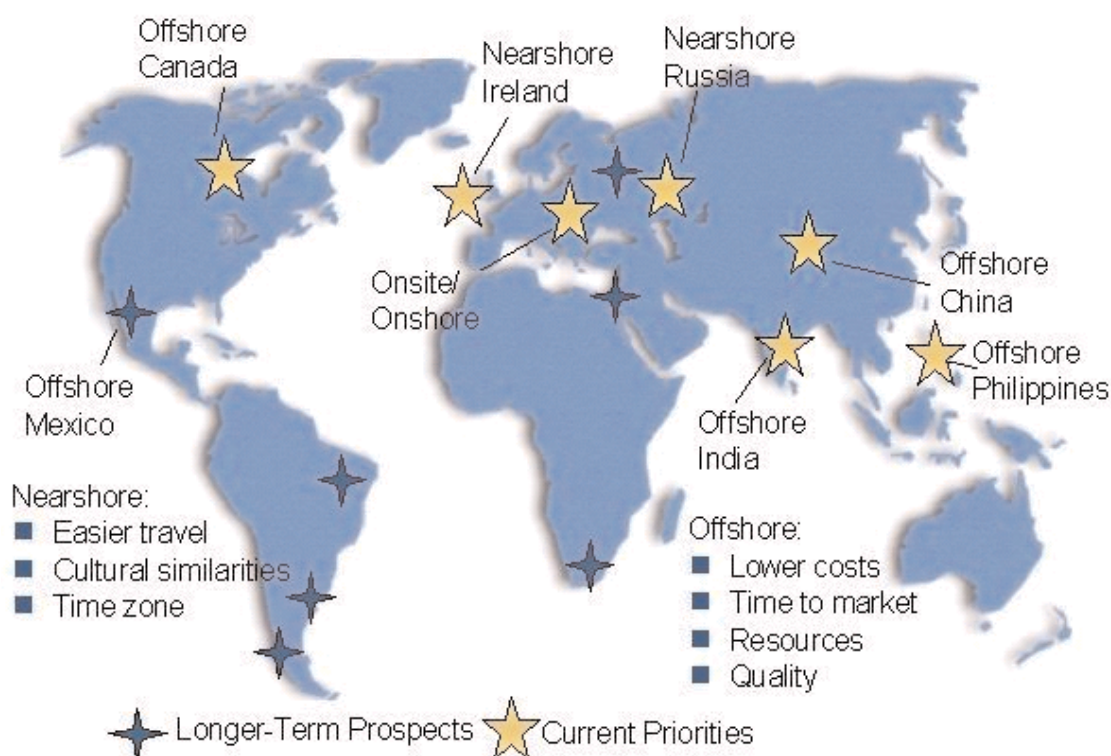 Offshore
Canada
Nearshore
Ireland
Nearshore
Russia
Onsite/
Onshore
Offshore
China
Offshore
Mexico
Offshore
India
Offshore
Philippines
Nearshore:
Easier travel
Cultural similarities
Time zone
Offshore:
Lower costs
Time to market
Resources
Quality
Longer-Term Prospects
Current Priorities